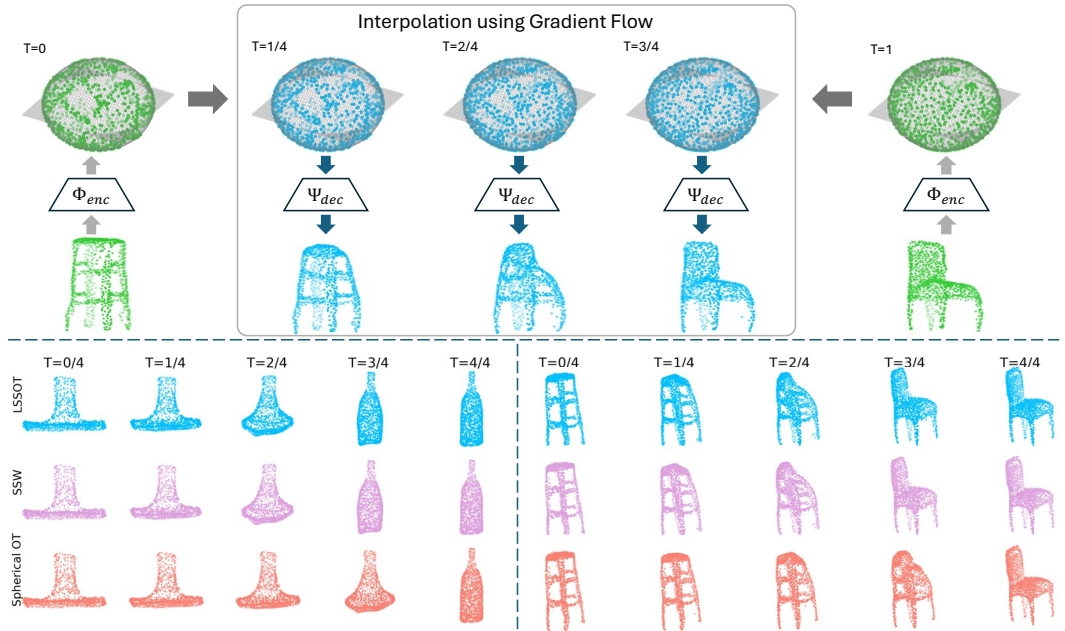 Interpolation using Gradient Flow
T=0
T=1/4
T=2/4
T=3/4
T=1
Φenc
Ψdec
Ψdec
Ψdec
Φenc
T=0/4 T=1/4 T=2/4 T=3/4 T=4/4
T=0/4 T=1/4 T=2/4 T=3/4 T=4/4
LSSOT
SSW
Spherical OT